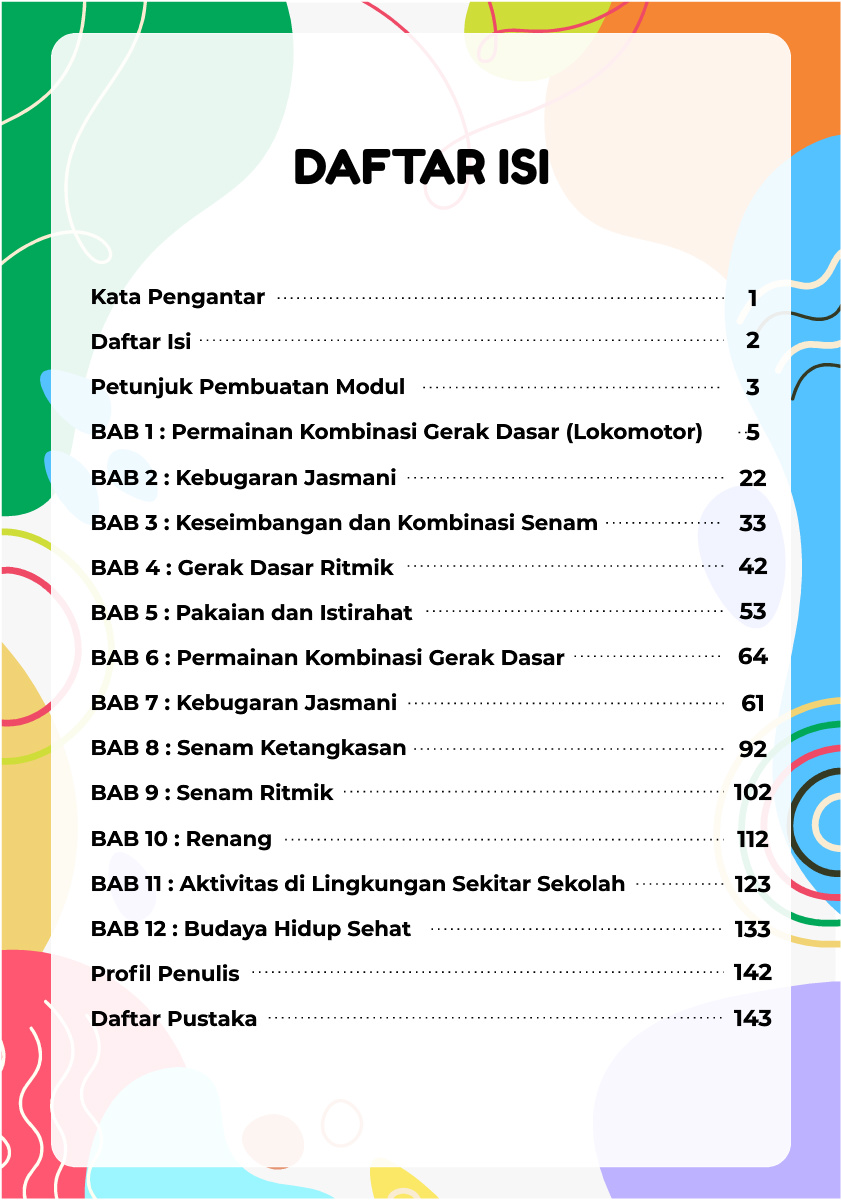 DAFTAR ISI
Kata Pengantar 1
Daftar Isi 2
Petunjuk Pembuatan Modul 3
BAB 1 : Permainan Kombinasi Gerak Dasar (Lokomotor) 5
BAB 2 : Kebugaran Jasmani 22
BAB 3 : Keseimbangan dan Kombinasi Senam 33
BAB 4 : Gerak Dasar Ritmik 42
BAB 5 : Pakaian dan Istirahat 53
BAB 6 : Permainan Kombinasi Gerak Dasar 64
BAB 7 : Kebugaran Jasmani 61
BAB 8 : Senam Ketangkasan 92
BAB 9 : Senam Ritmik 102
BAB 10 : Renang 112
BAB 11 : Aktivitas di Lingkungan Sekitar Sekolah 123
BAB 12 : Budaya Hidup Sehat 133
Profil Penulis 142
Daftar Pustaka 143